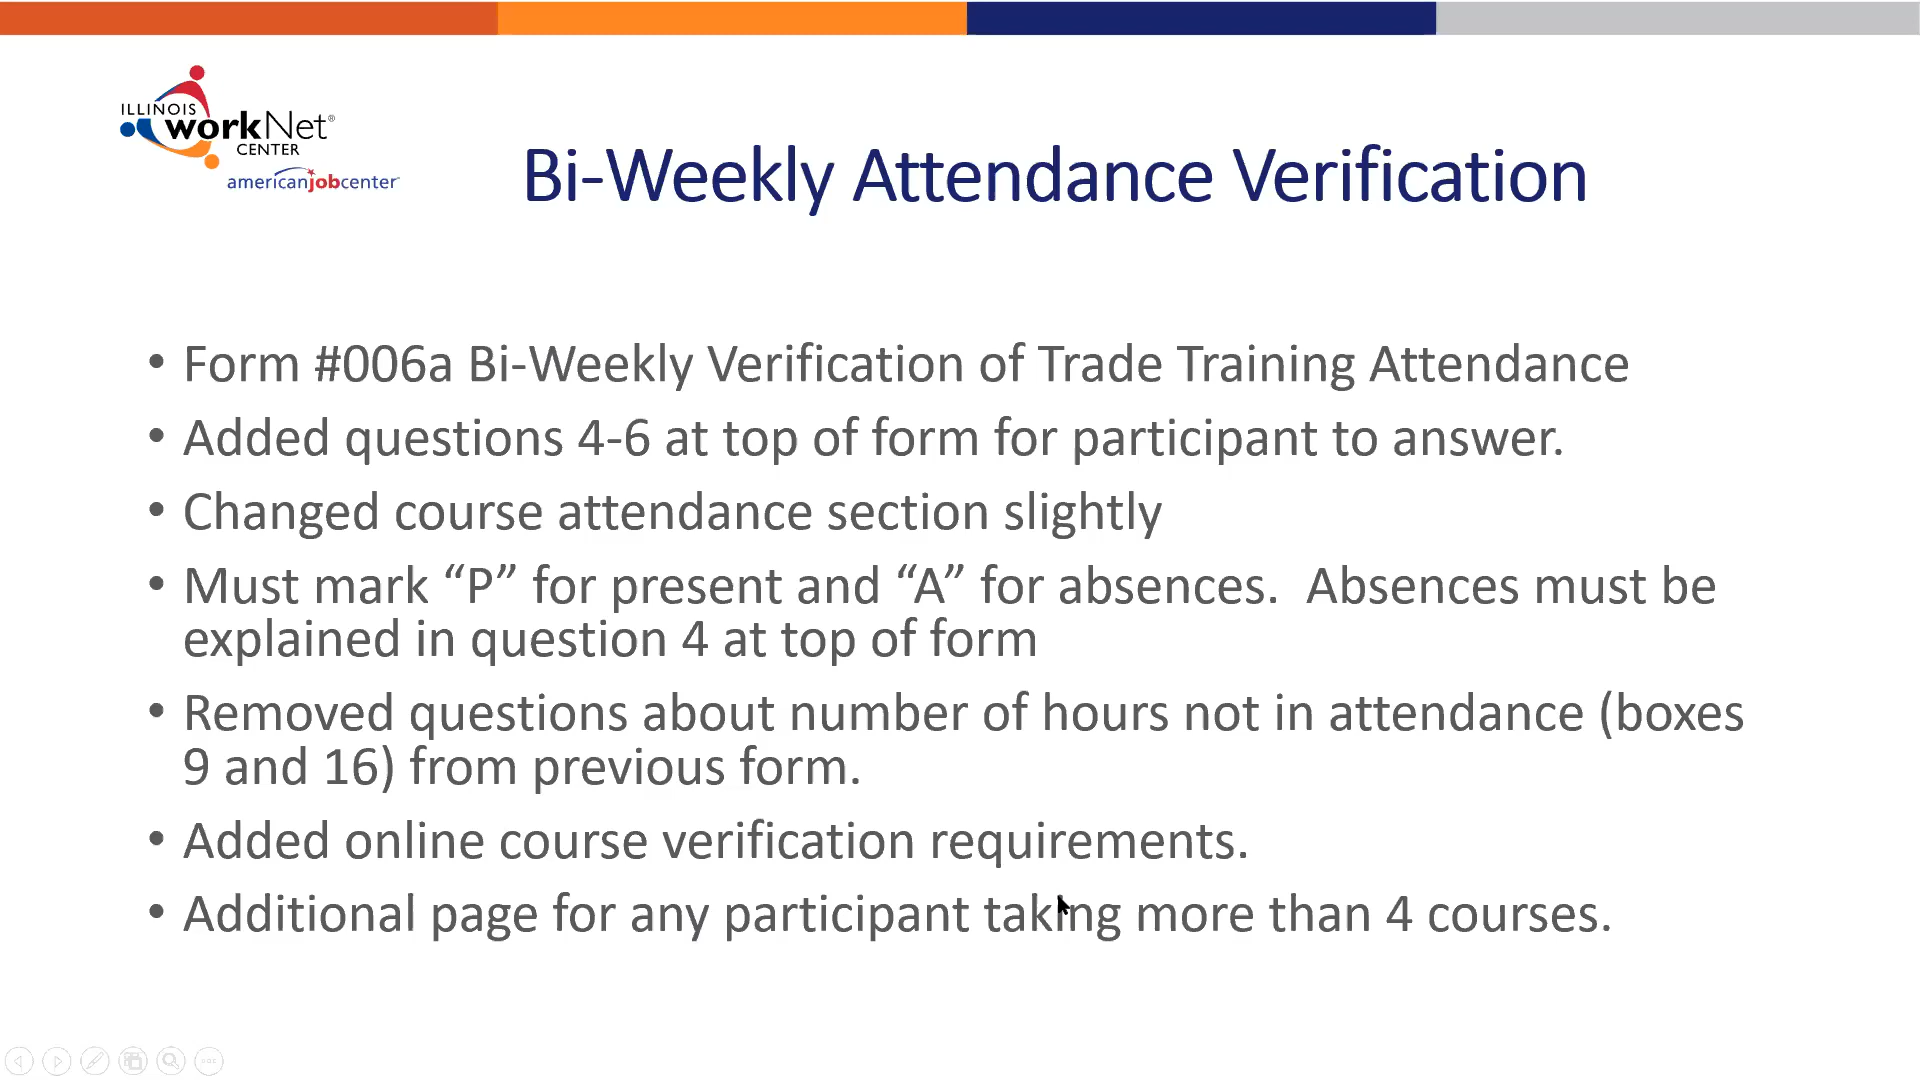 ILLINOIS
workNet®
CENTER
americanjobcenter
Bi-Weekly Attendance Verification
• Form #006a Bi-Weekly Verification of Trade Training Attendance
• Added questions 4-6 at top of form for participant to answer.
• Changed course attendance section slightly
• Must mark “P” for present and “A” for absences.  Absences must be
explained in question 4 at top of form
• Removed questions about number of hours not in attendance (boxes
9 and 16) from previous form.
• Added online course verification requirements.
• Additional page for any participant taking more than 4 courses.